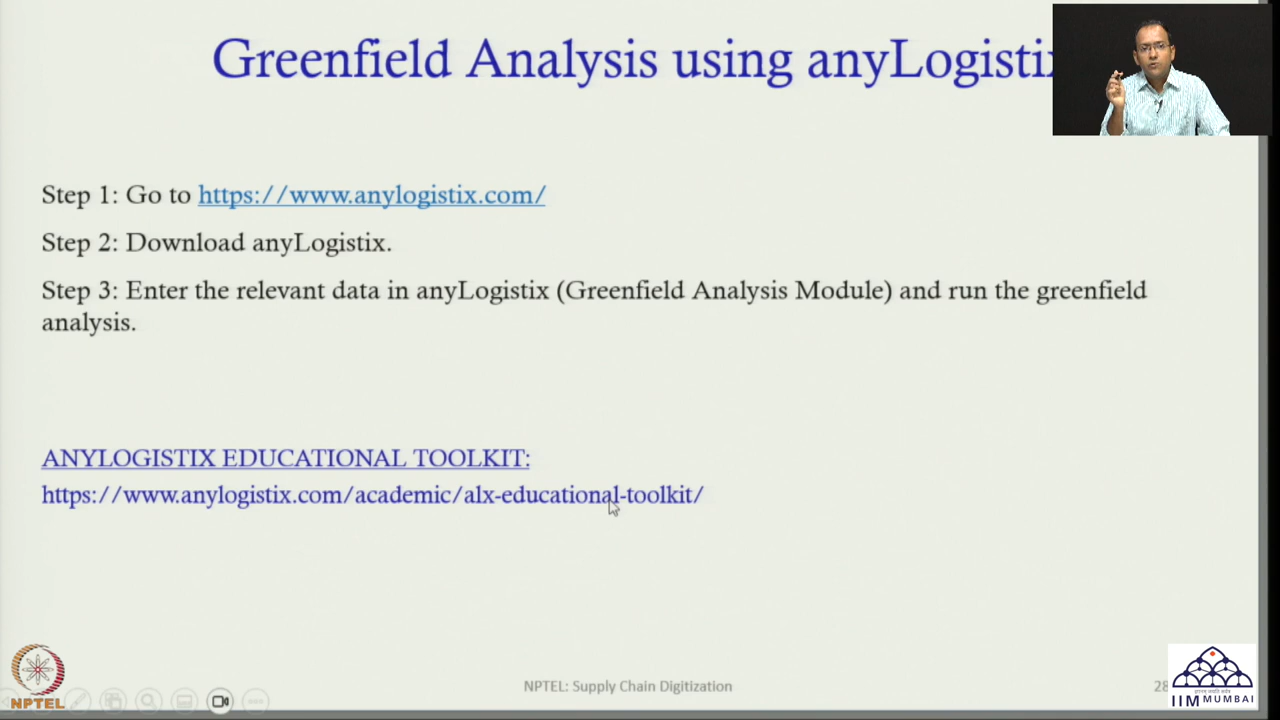 Greenfield Analysis using anyLogisti
Step 1: Go to https://www.anylogistix.com/
Step 2: Download anyLogistix.
Step 3: Enter the relevant data in anyLogistix (Greenfield Analysis Module) and run the greenfield
analysis.
ANYLOGISTIX EDUCATIONAL TOOLKIT:
https://www.anylogistix.com/academic/alx-educational-toolkit/
NPTEL
NPTEL: Supply Chain Digitization
28
IIM MUMBAI